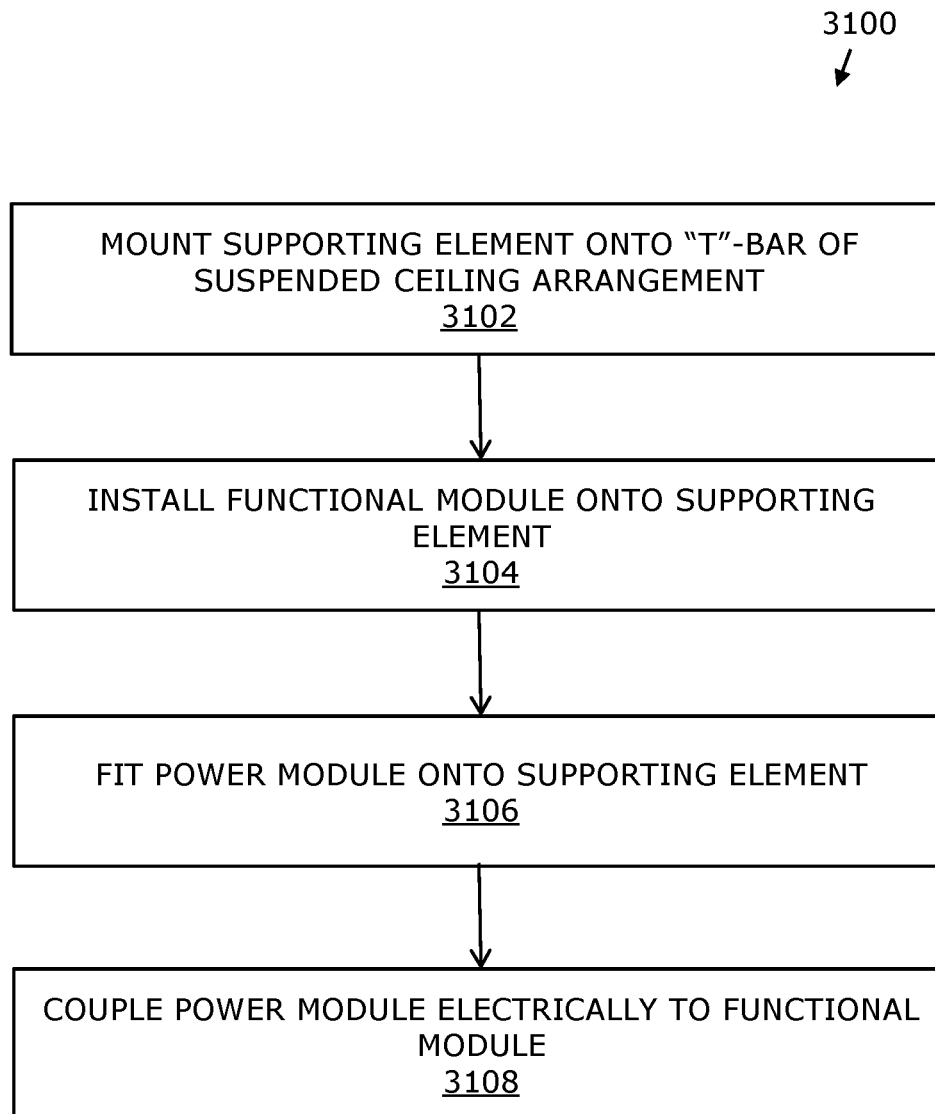 3100
MOUNT SUPPORTING ELEMENT ONTO “T”-BAR OF
SUSPENDED CEILING ARRANGEMENT
3102
INSTALL FUNCTIONAL MODULE ONTO SUPPORTING
ELEMENT
3104
FIT POWER MODULE ONTO SUPPORTING ELEMENT
3106
COUPLE POWER MODULE ELECTRICALLY TO FUNCTIONAL
MODULE
3108